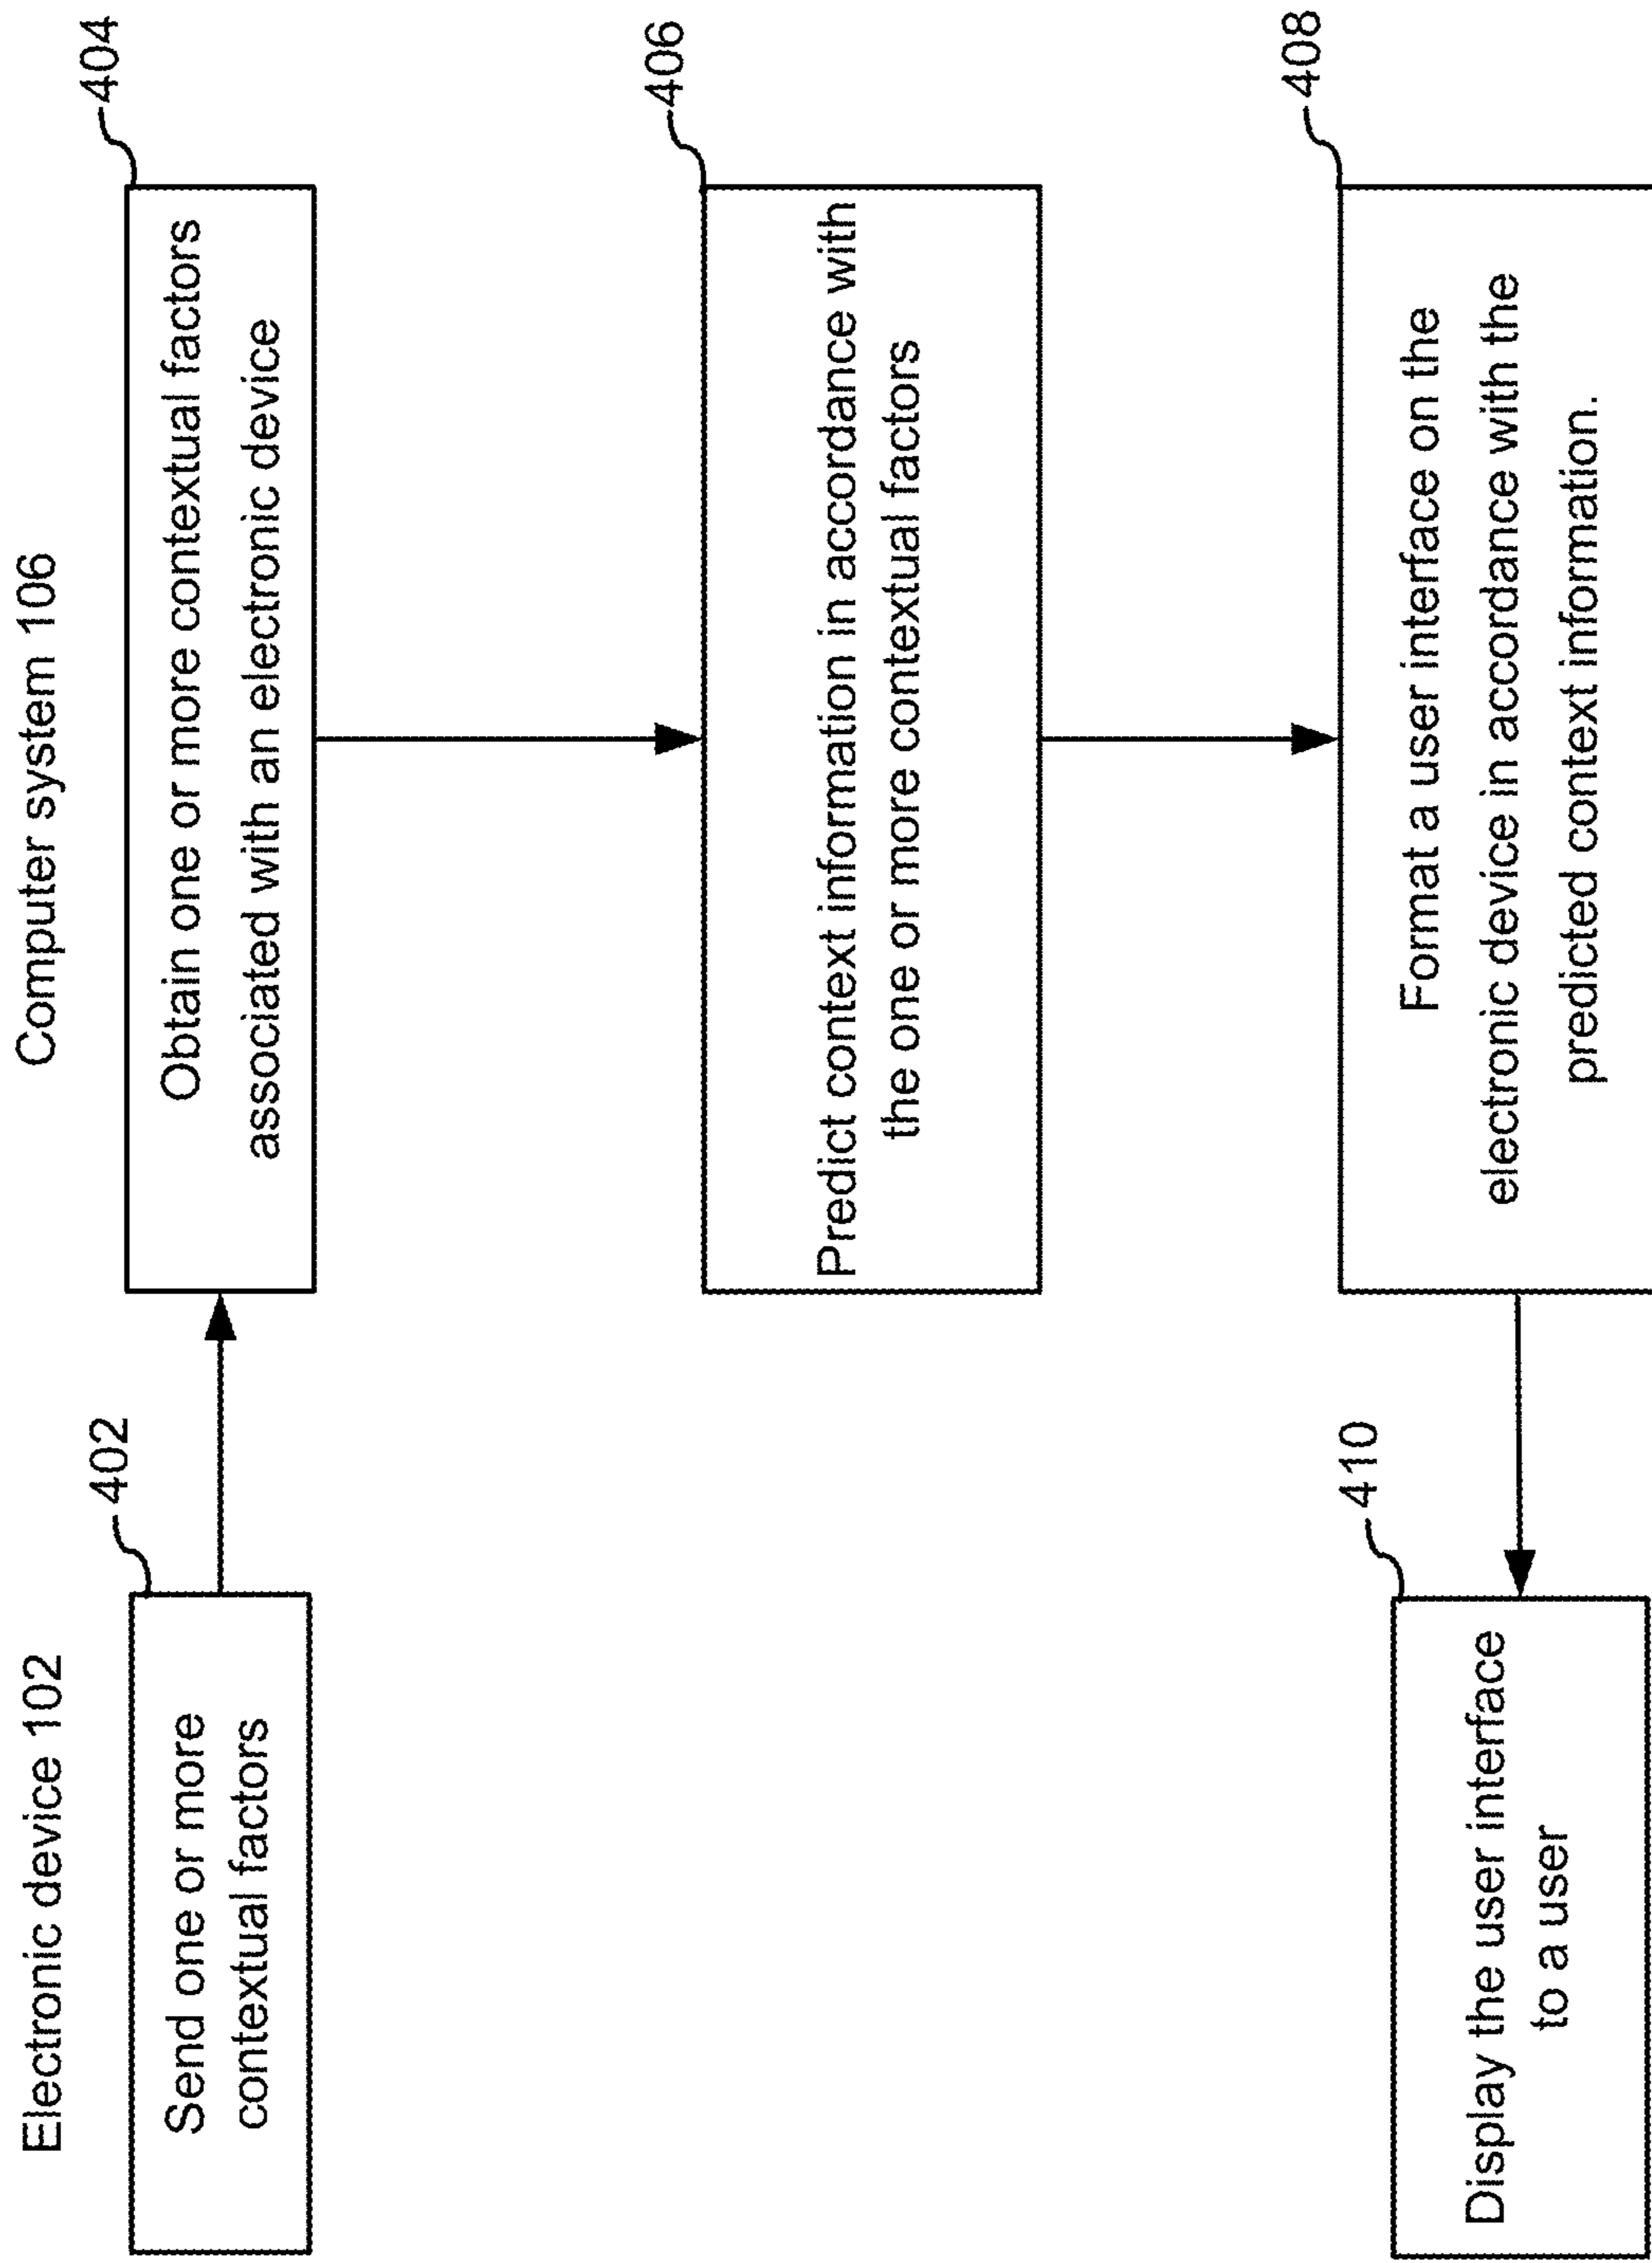 Electronic device 102
Computer system 106
402
Send one or more
contextual factors
404
Obtain one or more contextual factors
associated with an electronic device
406
Predict context information in accordance with
the one or more contextual factors
408
Format a user interface on the
electronic device in accordance with the
predicted context information.
410
Display the user interface
to a user